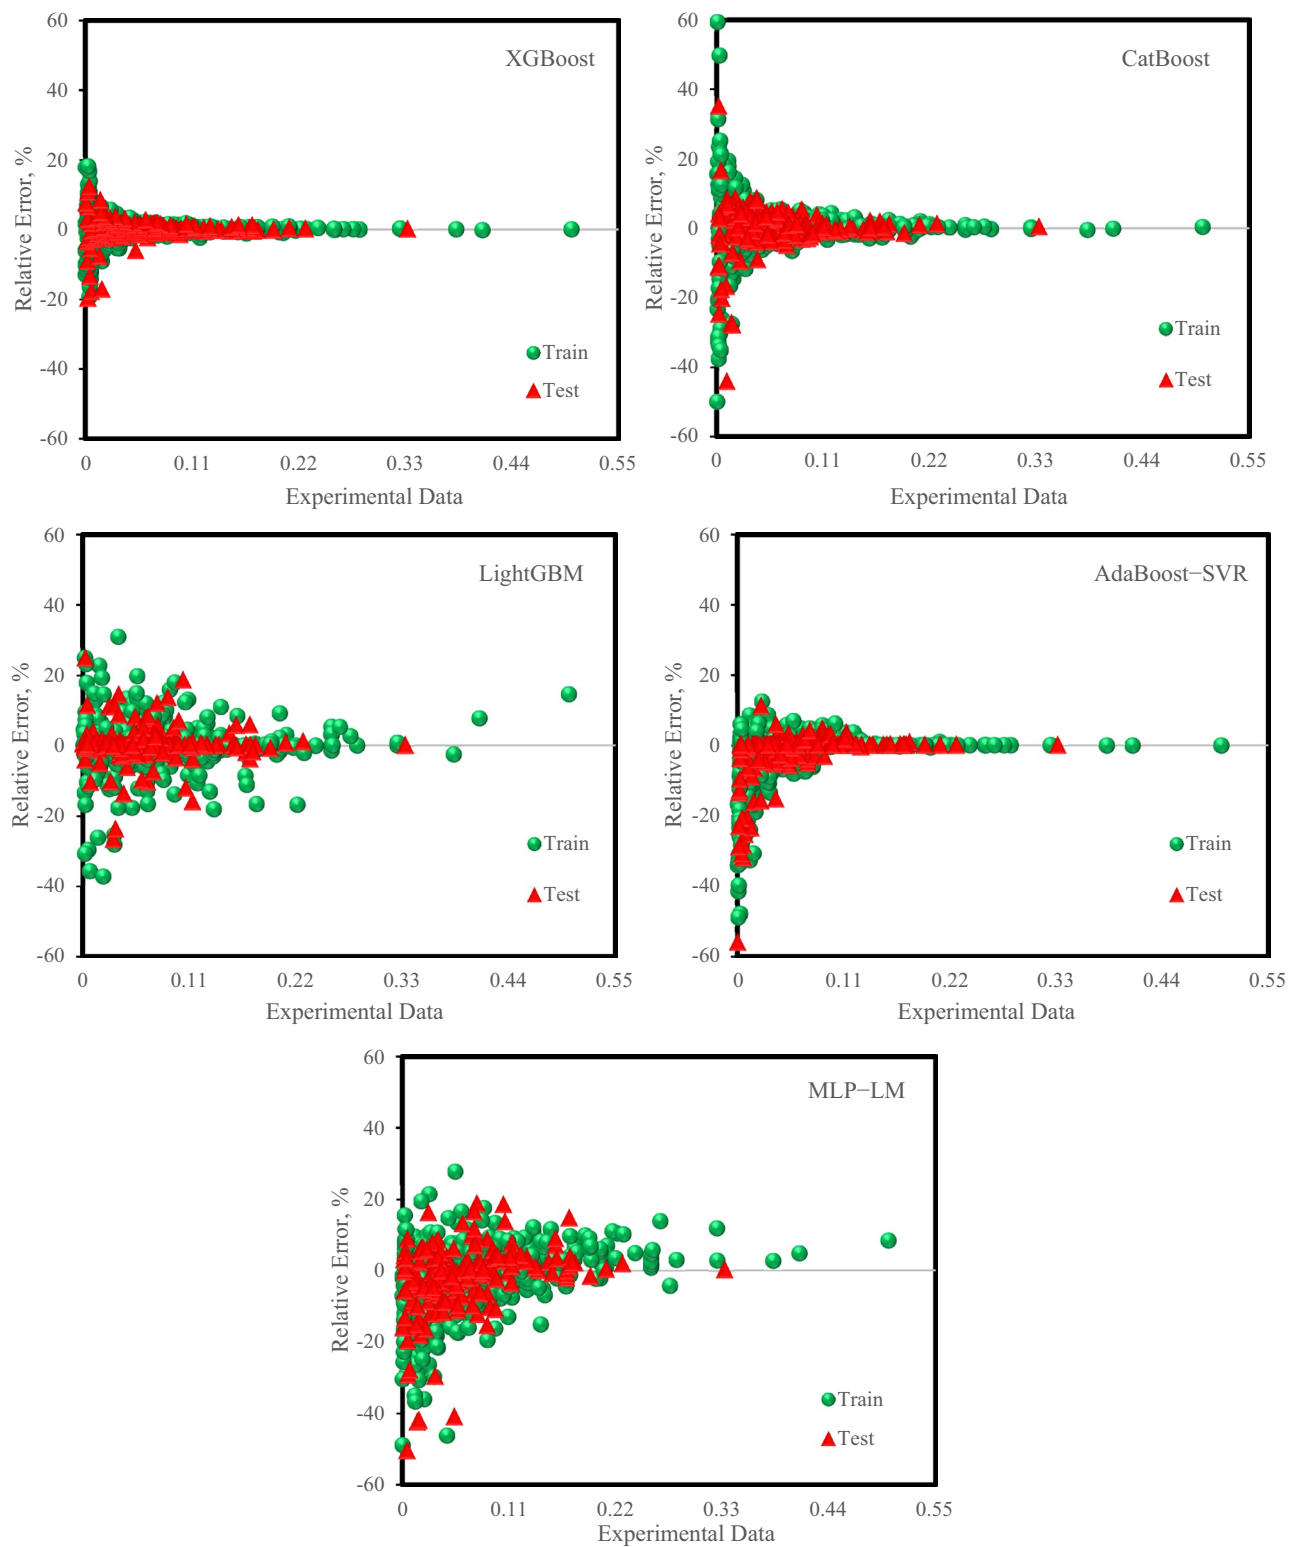 XGBoost
Relative Error, %
60
40
20
0
-20
-40
-60
Train
Test
0 0.11 0.22 0.33 0.44 0.55
Experimental Data
CatBoost
Relative Error, %
60
40
20
0
-20
-40
-60
Train
Test
0 0.11 0.22 0.33 0.44 0.55
Experimental Data
LightGBM
Relative Error, %
60
40
20
0
-20
-40
-60
Train
Test
0 0.11 0.22 0.33 0.44 0.55
Experimental Data
AdaBoost−SVR
Relative Error, %
60
40
20
0
-20
-40
-60
Train
Test
0 0.11 0.22 0.33 0.44 0.55
Experimental Data
MLP−LM
Relative Error, %
60
40
20
0
-20
-40
-60
Train
Test
0 0.11 0.22 0.33 0.44 0.55
Experimental Data